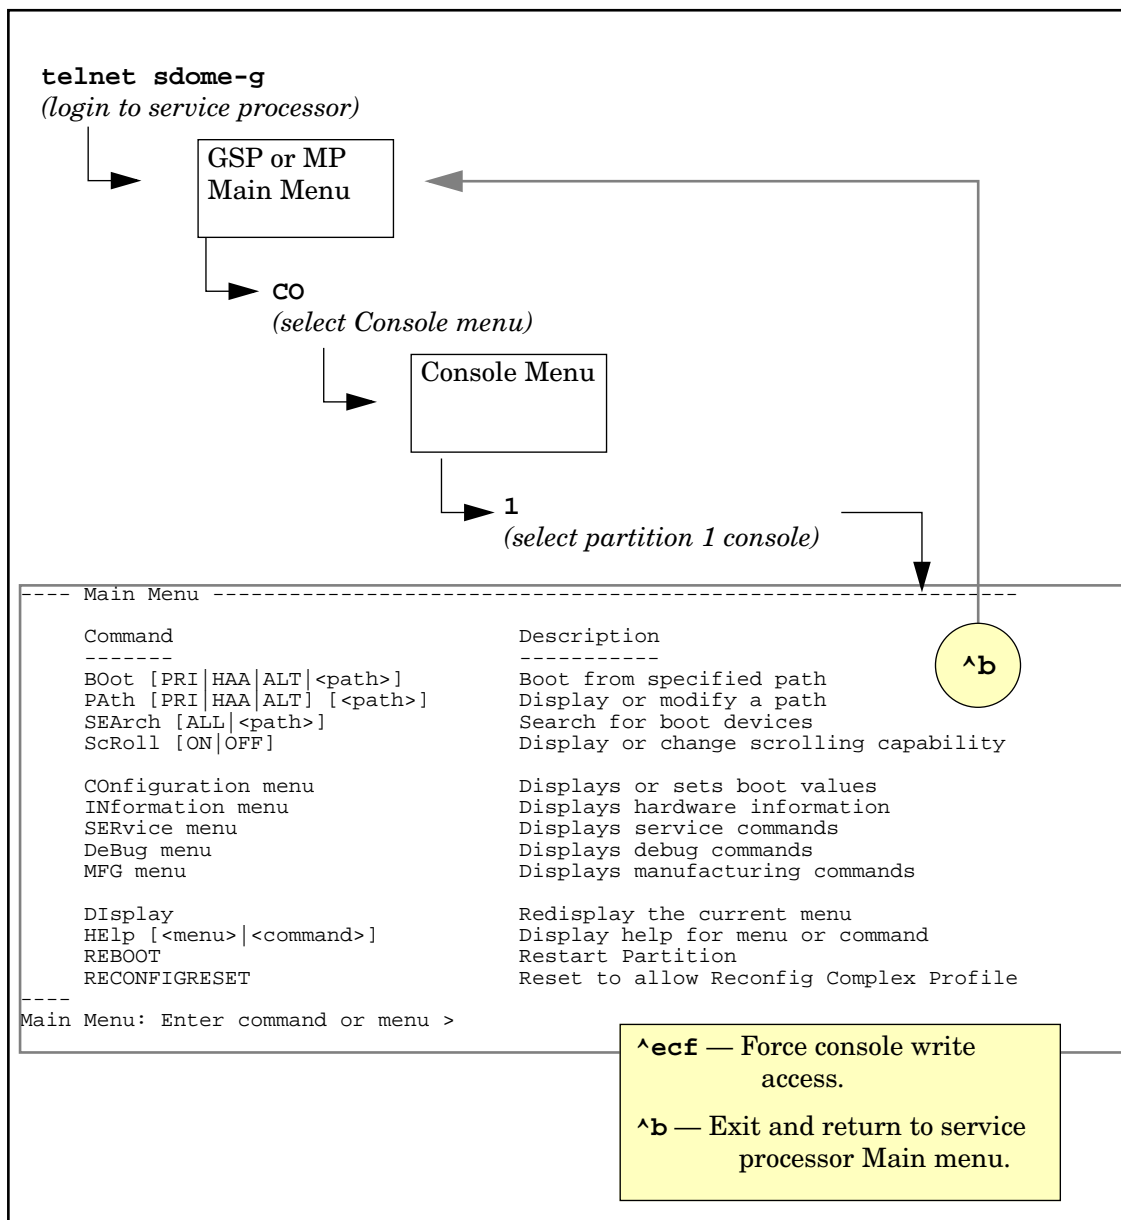 telnet sdome-g
(login to service processor)
GSP or MP
Main Menu
CO
(select Console menu)
Console Menu
1
(select partition 1 console)
---- Main Menu ---------------------------------------------------------------
Command Description
------- -----------
BOot [PRI|HAA|ALT|<path>] Boot from specified path
PAth [PRI|HAA|ALT] [<path>] Display or modify a path
SEArch [ALL|<path>] Search for boot devices
ScRoll [ON|OFF] Display or change scrolling capability
^b
COnfiguration menu Displays or sets boot values
INformation menu Displays hardware information
SERvice menu Displays service commands
DeBug menu Displays debug commands
MFG menu Displays manufacturing commands
DIsplay Redisplay the current menu
HElp [<menu>|<command>] Display help for menu or command
REBOOT Restart Partition
RECONFIGRESET Reset to allow Reconfig Complex Profile
----
Main Menu: Enter command or menu >
^ecf — Force console write
access.
^b — Exit and return to service
processor Main menu.